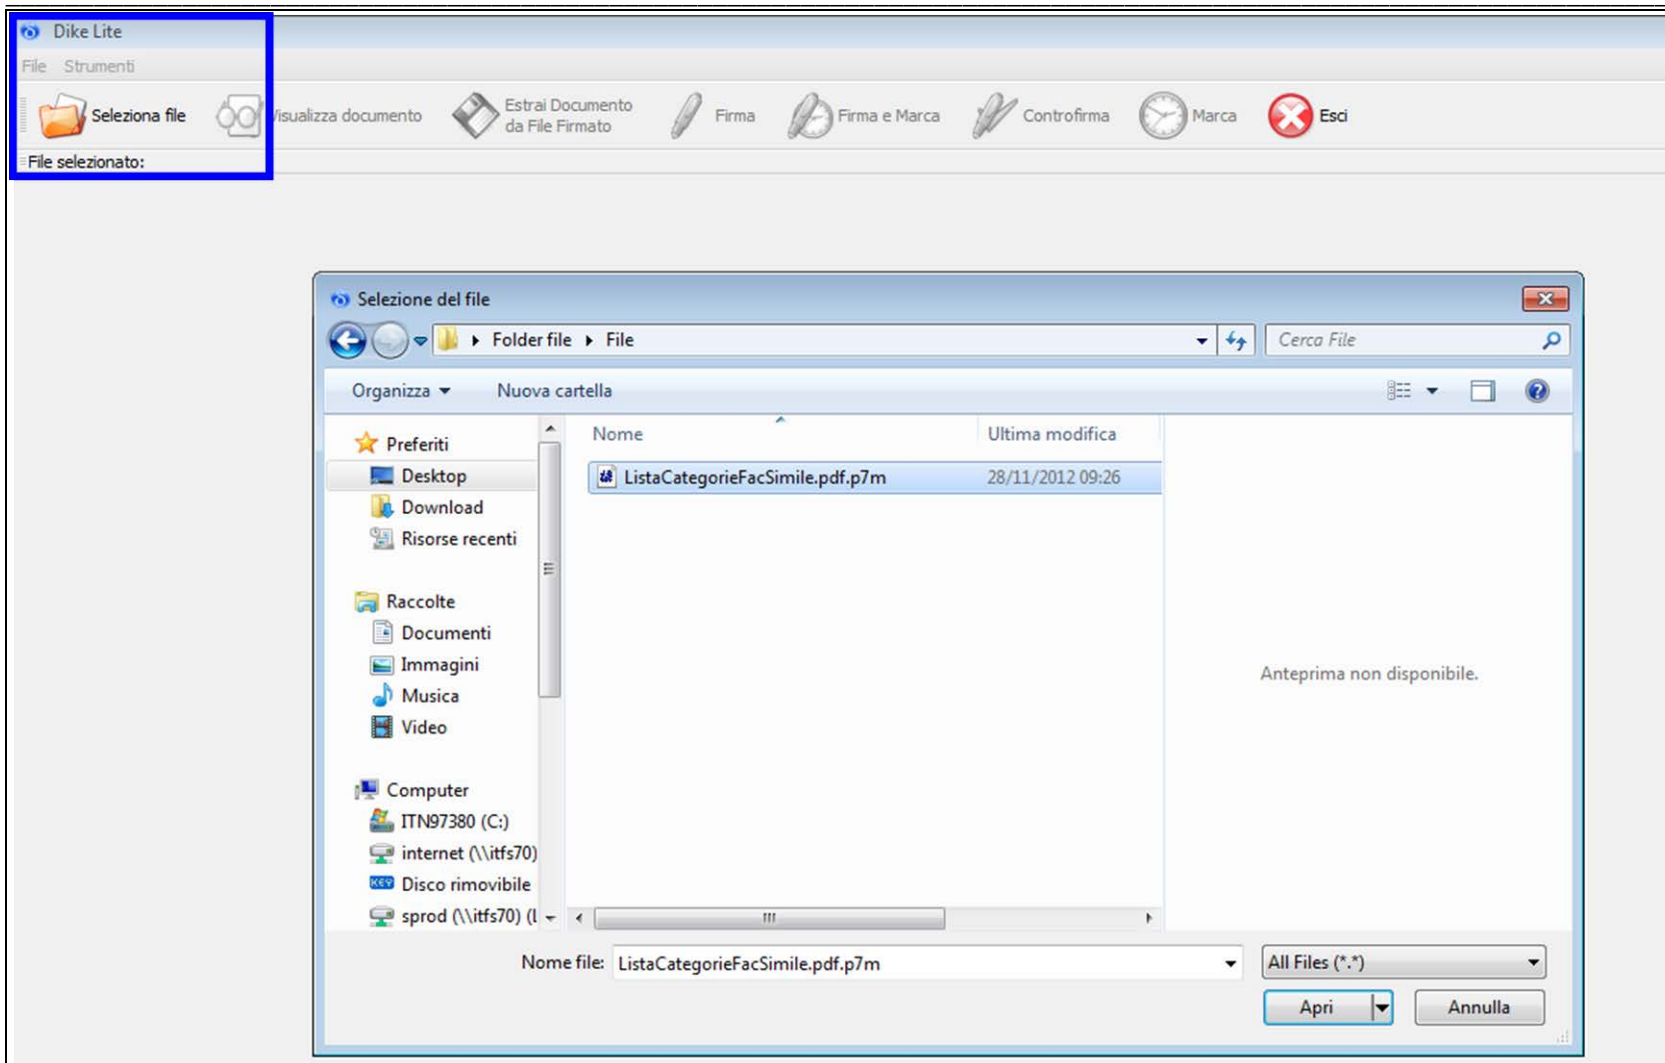 Dike Lite
File Strumenti
Seleziona file Visualizza documento Estrai Documento da File Firmato Firma Firma e Marca Controfirma Marca Esci
File selezionato:
Selezione del file
Folder file File Cerca File
Organizza Nuova cartella
Nome Ultima modifica
ListaCategorieFacSimile.pdf.p7m 28/11/2012 09:26
Preferiti
Desktop
Download
Risorse recenti
Raccolte
Documenti
Immagini
Musica
Video
Computer
ITN97380 (C:)
internet (\\itfs70)
KEY Disco rimovibile
sprod (\\itfs70) (l
Anteprima non disponibile.
Nome file: ListaCategorieFacSimile.pdf.p7m All Files (*.*)
Apri Annulla